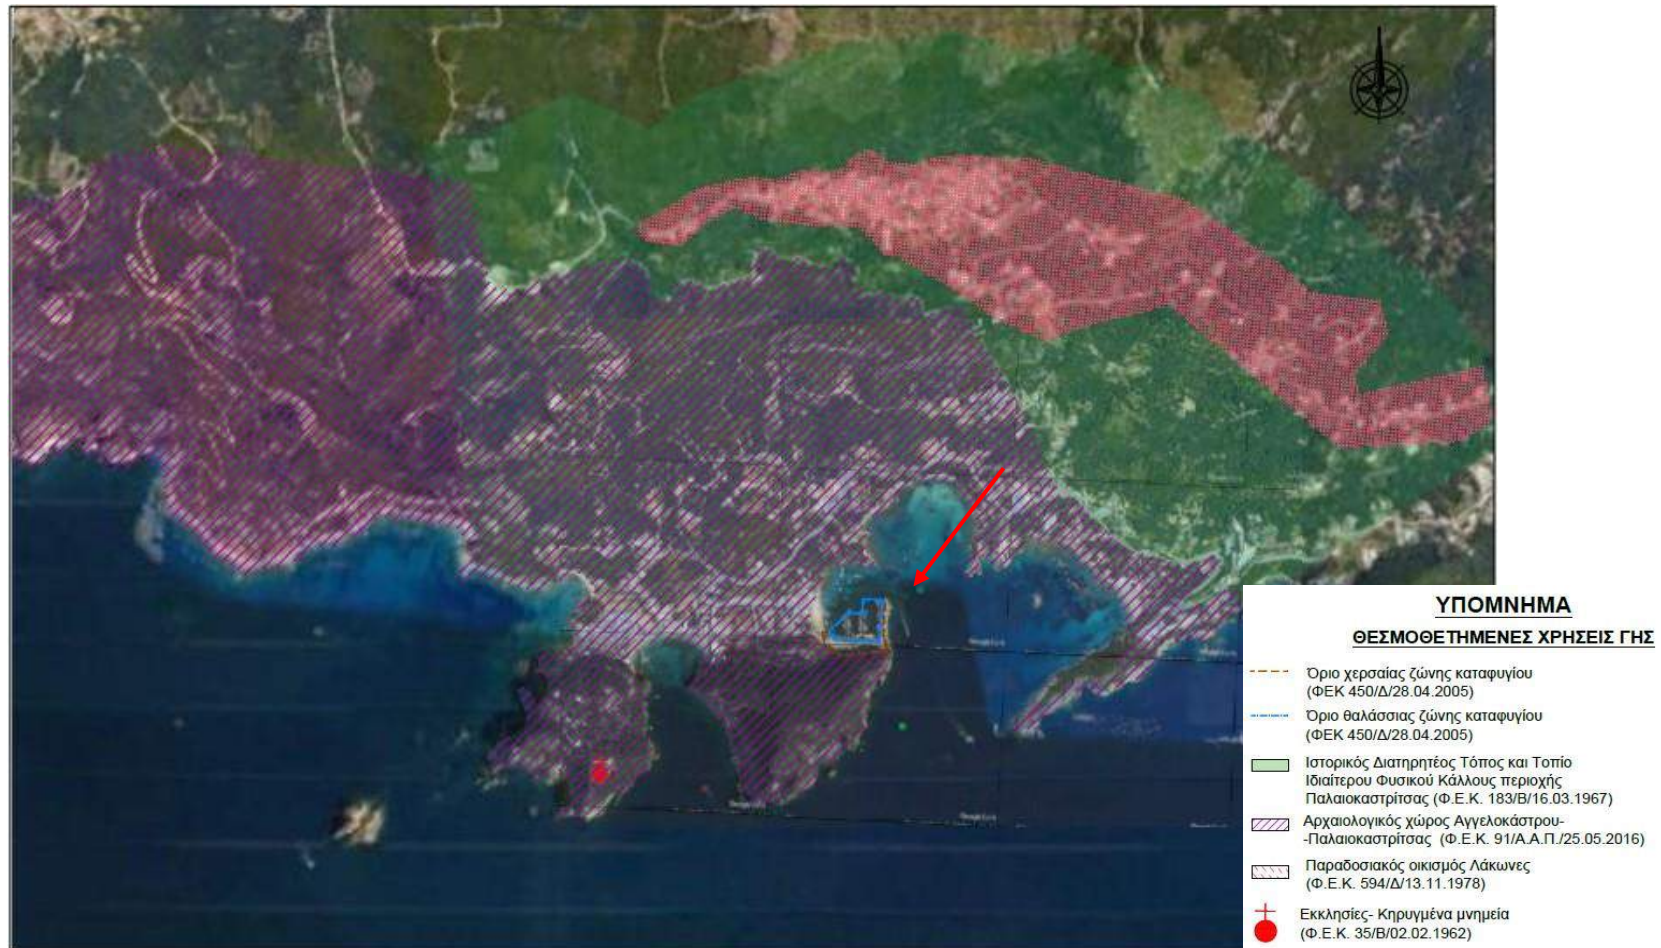 ΥΠΟΜΝΗΜΑ
ΘΕΣΜΟΘΕΤΗΜΕΝΕΣ ΧΡΗΣΕΙΣ ΓΗΣ
Όριο χερσαίας ζώνης καταφυγίου
(ΦΕΚ 450/Δ/28.04.2005)
Όριο θαλάσσιας ζώνης καταφυγίου
(ΦΕΚ 450/Δ/28.04.2005)
Ιστορικός Διατηρητέος Τόπος και Τοπίο
Ιδιαίτερου Φυσικού Κάλλους περιοχής
Παλαιοκαστρίτσας (Φ.Ε.Κ. 183/Β/16.03.1967)
Αρχαιολογικός χώρος Αγγελοκάστρου-
-Παλαιοκαστρίτσας (Φ.Ε.Κ. 91/Α.Α.Π./25.05.2016)
Παραδοσιακός οικισμός Λάκωνες
(Φ.Ε.Κ. 594/Δ/13.11.1978)
Εκκλησίες- Κηρυγμένα μνημεία
(Φ.Ε.Κ. 35/Β/02.02.1962)